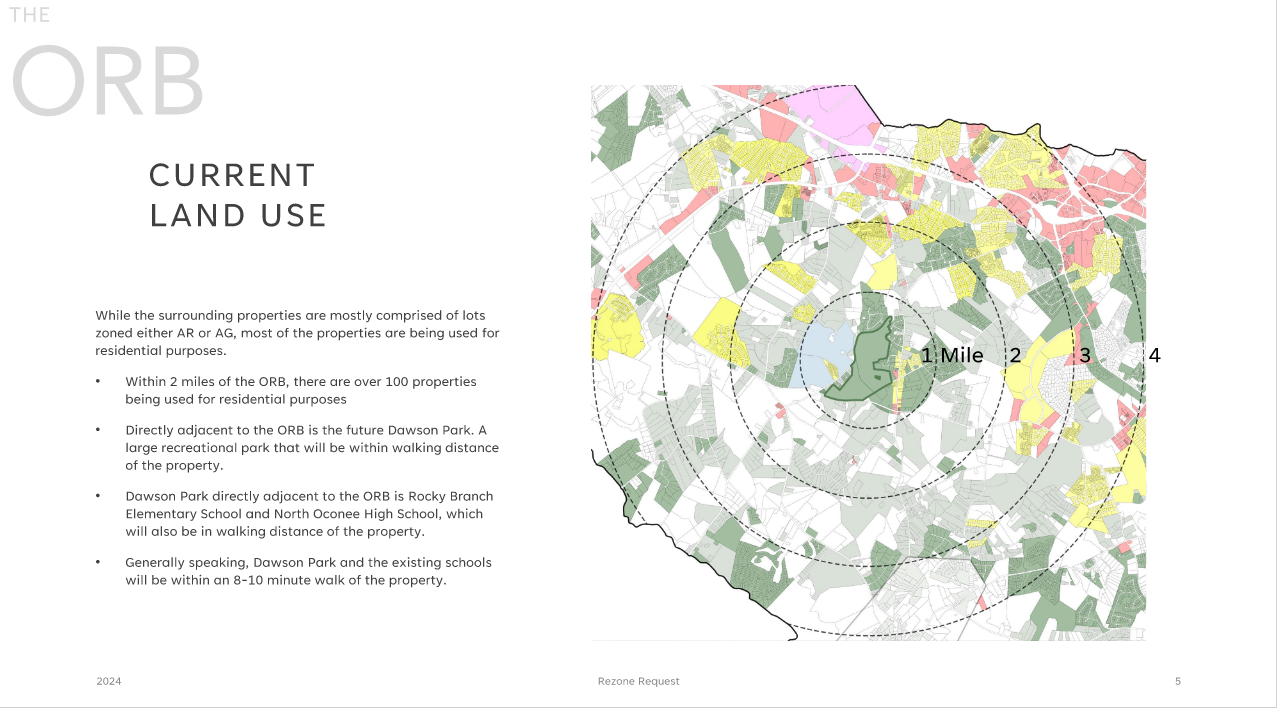 THE
ORB
CURRENT
LAND USE
While the surrounding properties are mostly comprised of lots
zoned either AR or AG, most of the properties are being used for
residential purposes.
• Within 2 miles of the ORB, there are over 100 properties
being used for residential purposes
• Directly adjacent to the ORB is the future Dawson Park. A
large recreational park that will be within walking distance
of the property.
• Dawson Park directly adjacent to the ORB is Rocky Branch
Elementary School and North Oconee High School, which
will also be in walking distance of the property.
• Generally speaking, Dawson Park and the existing schools
will be within an 8-10 minute walk of the property.
1 Mile 2 3 4
2024 Rezone Request 5